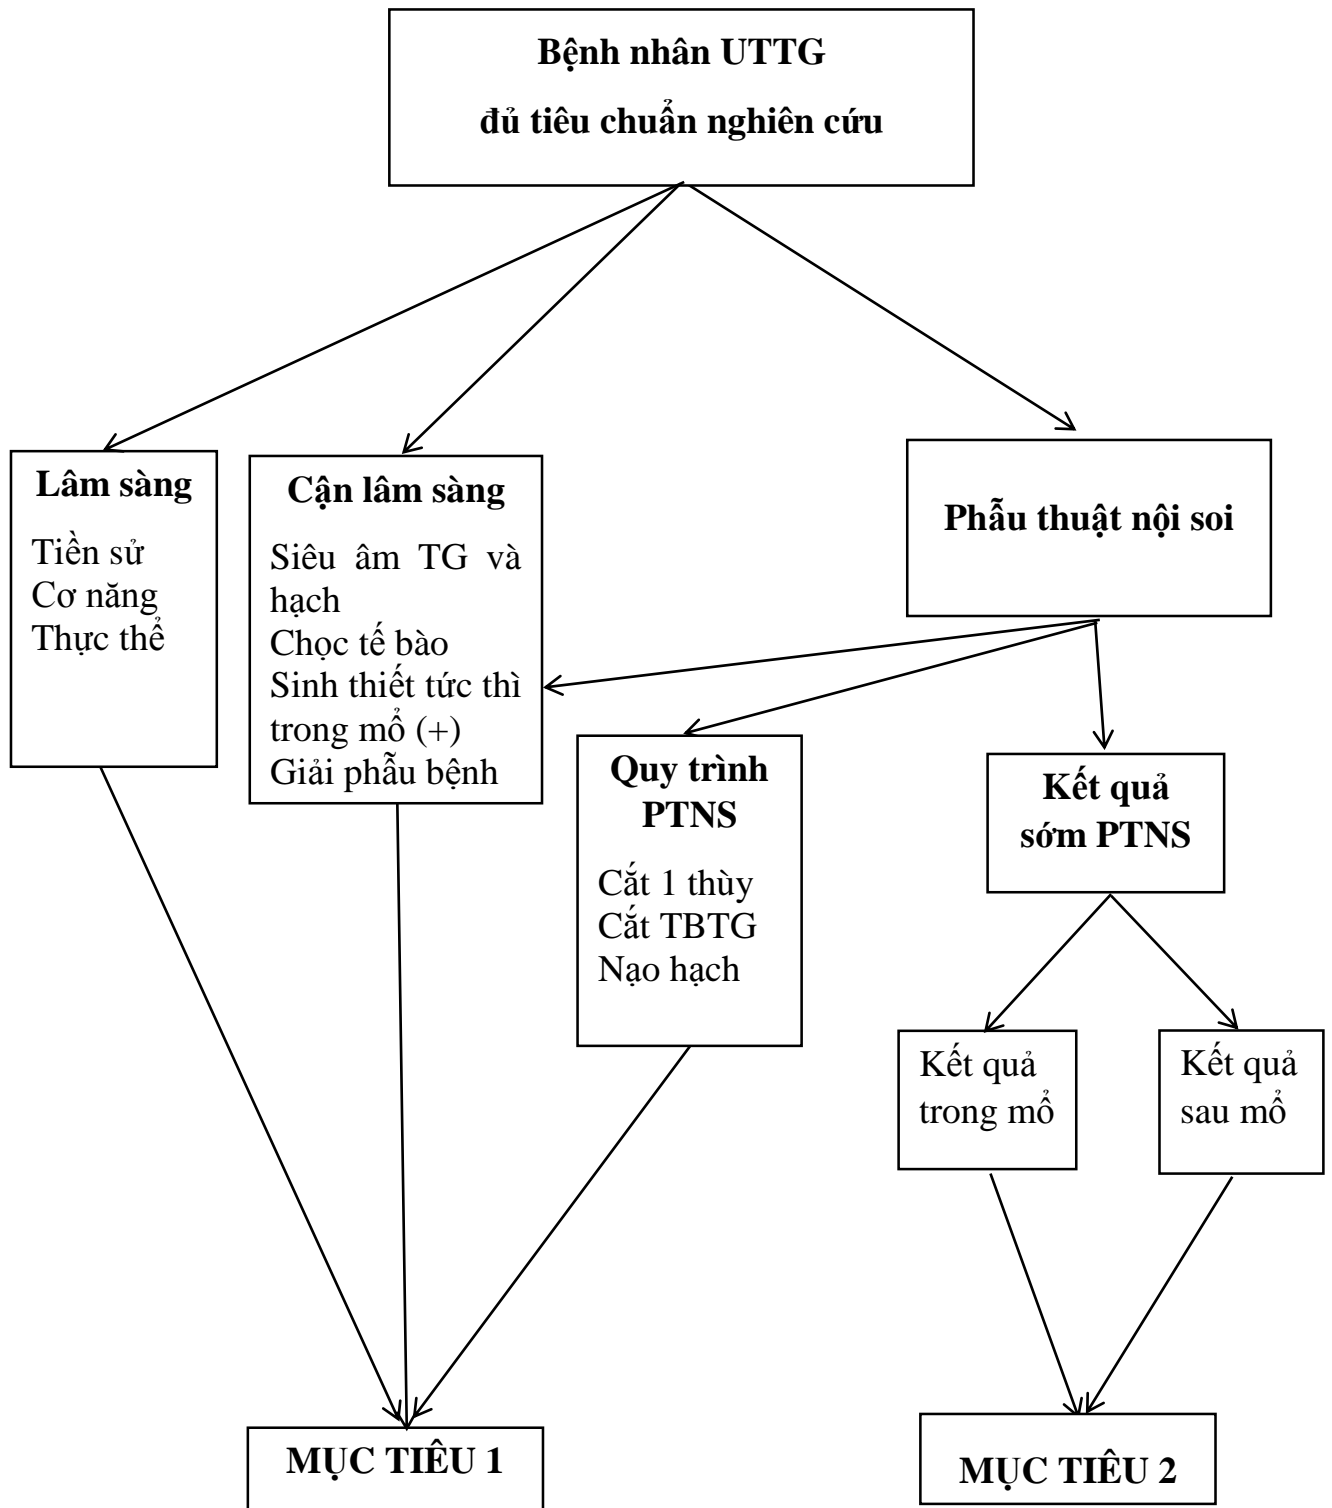 Bệnh nhân UTTG
đủ tiêu chuẩn nghiên cứu
Lâm sàng
Tiền sử
Cơ năng
Thực thể
Cận lâm sàng
Siêu âm TG và
hạch
Chọc tế bào
Sinh thiết tức thì
trong mổ (+)
Giải phẫu bệnh
Phẫu thuật nội soi
Quy trình
PTNS
Cắt 1 thùy
Cắt TBTG
Nạo hạch
Kết quả
sớm PTNS
Kết quả
trong mổ
Kết quả
sau mổ
MỤC TIÊU 1
MỤC TIÊU 2